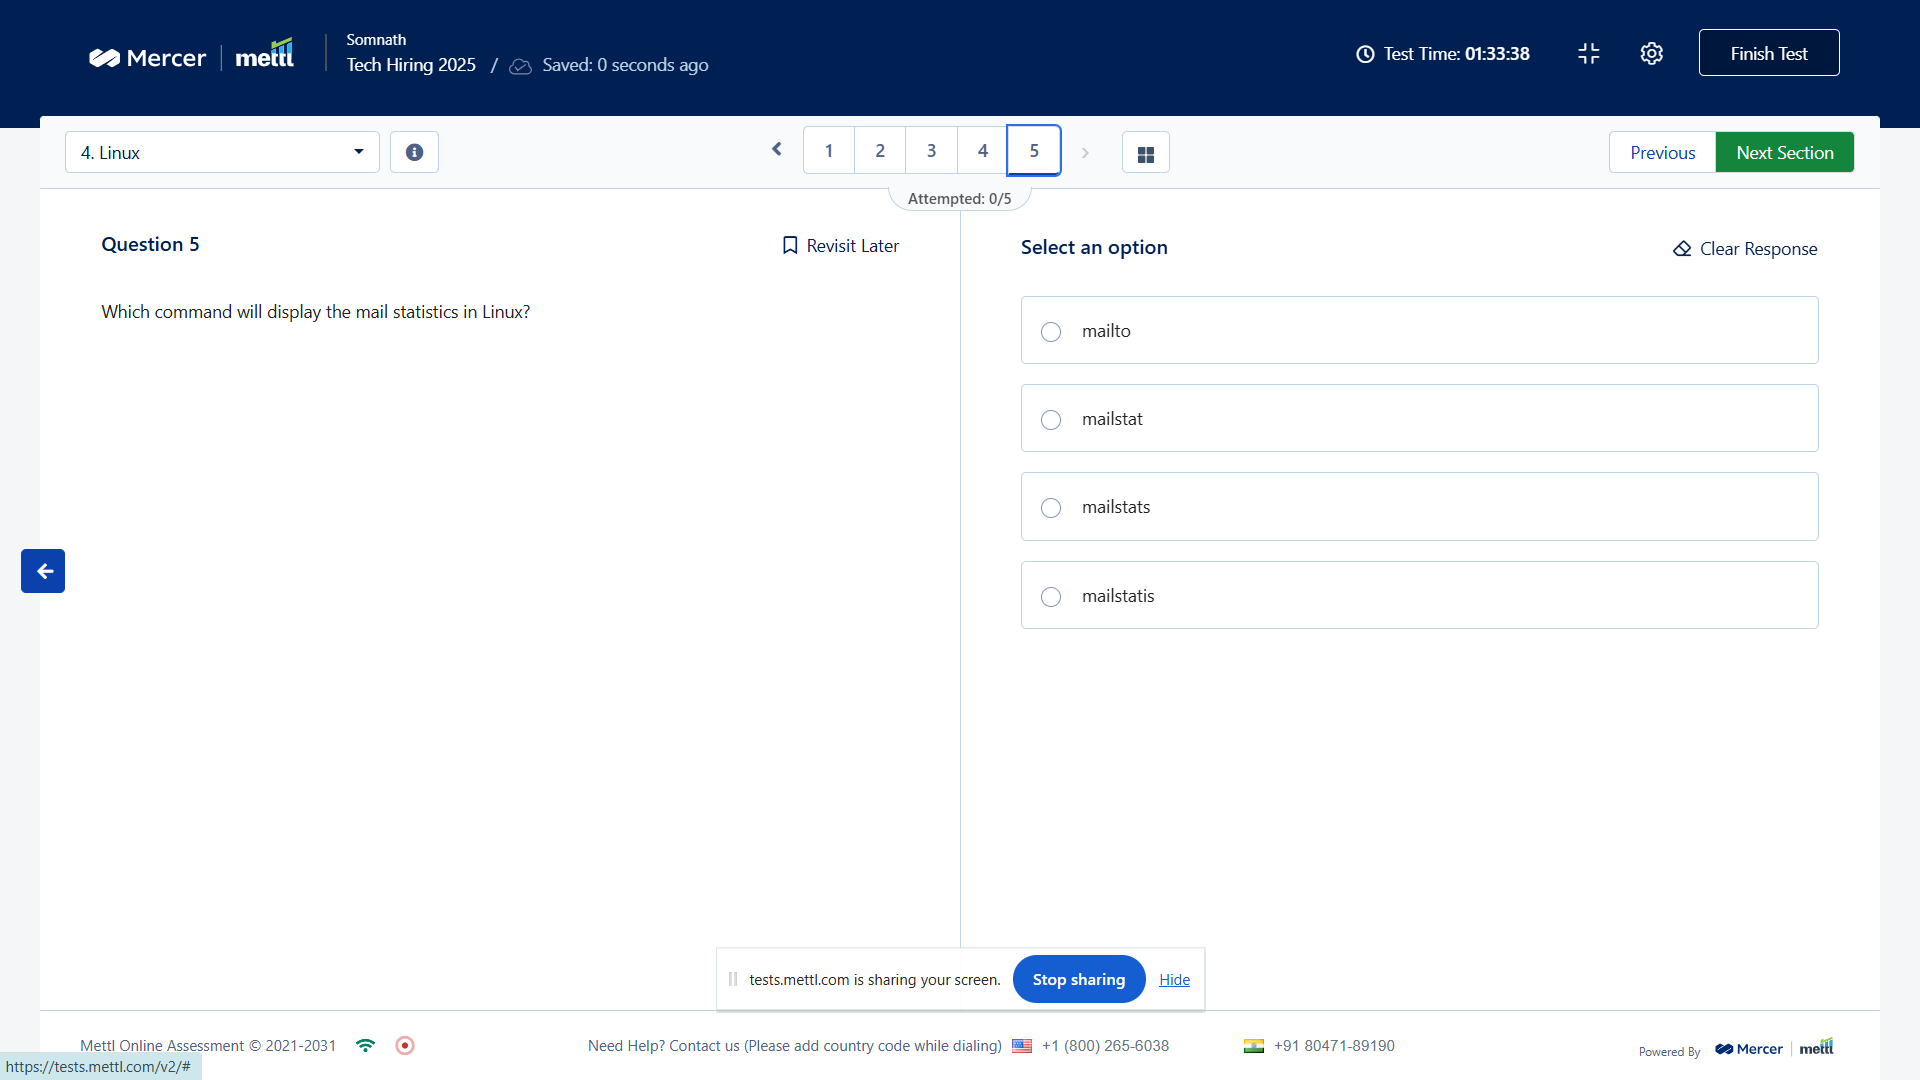 Mercer | mettl
Somnath
Tech Hiring 2025 / Saved: 0 seconds ago
Test Time: 01:33:38
Finish Test
4. Linux
1 2 3 4 5
Attempted: 0/5
Previous
Next Section
Question 5
Revisit Later
Which command will display the mail statistics in Linux?
Select an option
Clear Response
mailto
mailstat
mailstats
mailstatis
tests.mettl.com is sharing your screen.
Stop sharing
Hide
Mettl Online Assessment © 2021-2031
Need Help? Contact us (Please add country code while dialing) +1 (800) 265-6038
+91 80471-89190
Powered By Mercer | mettl
https://tests.mettl.com/v2/#